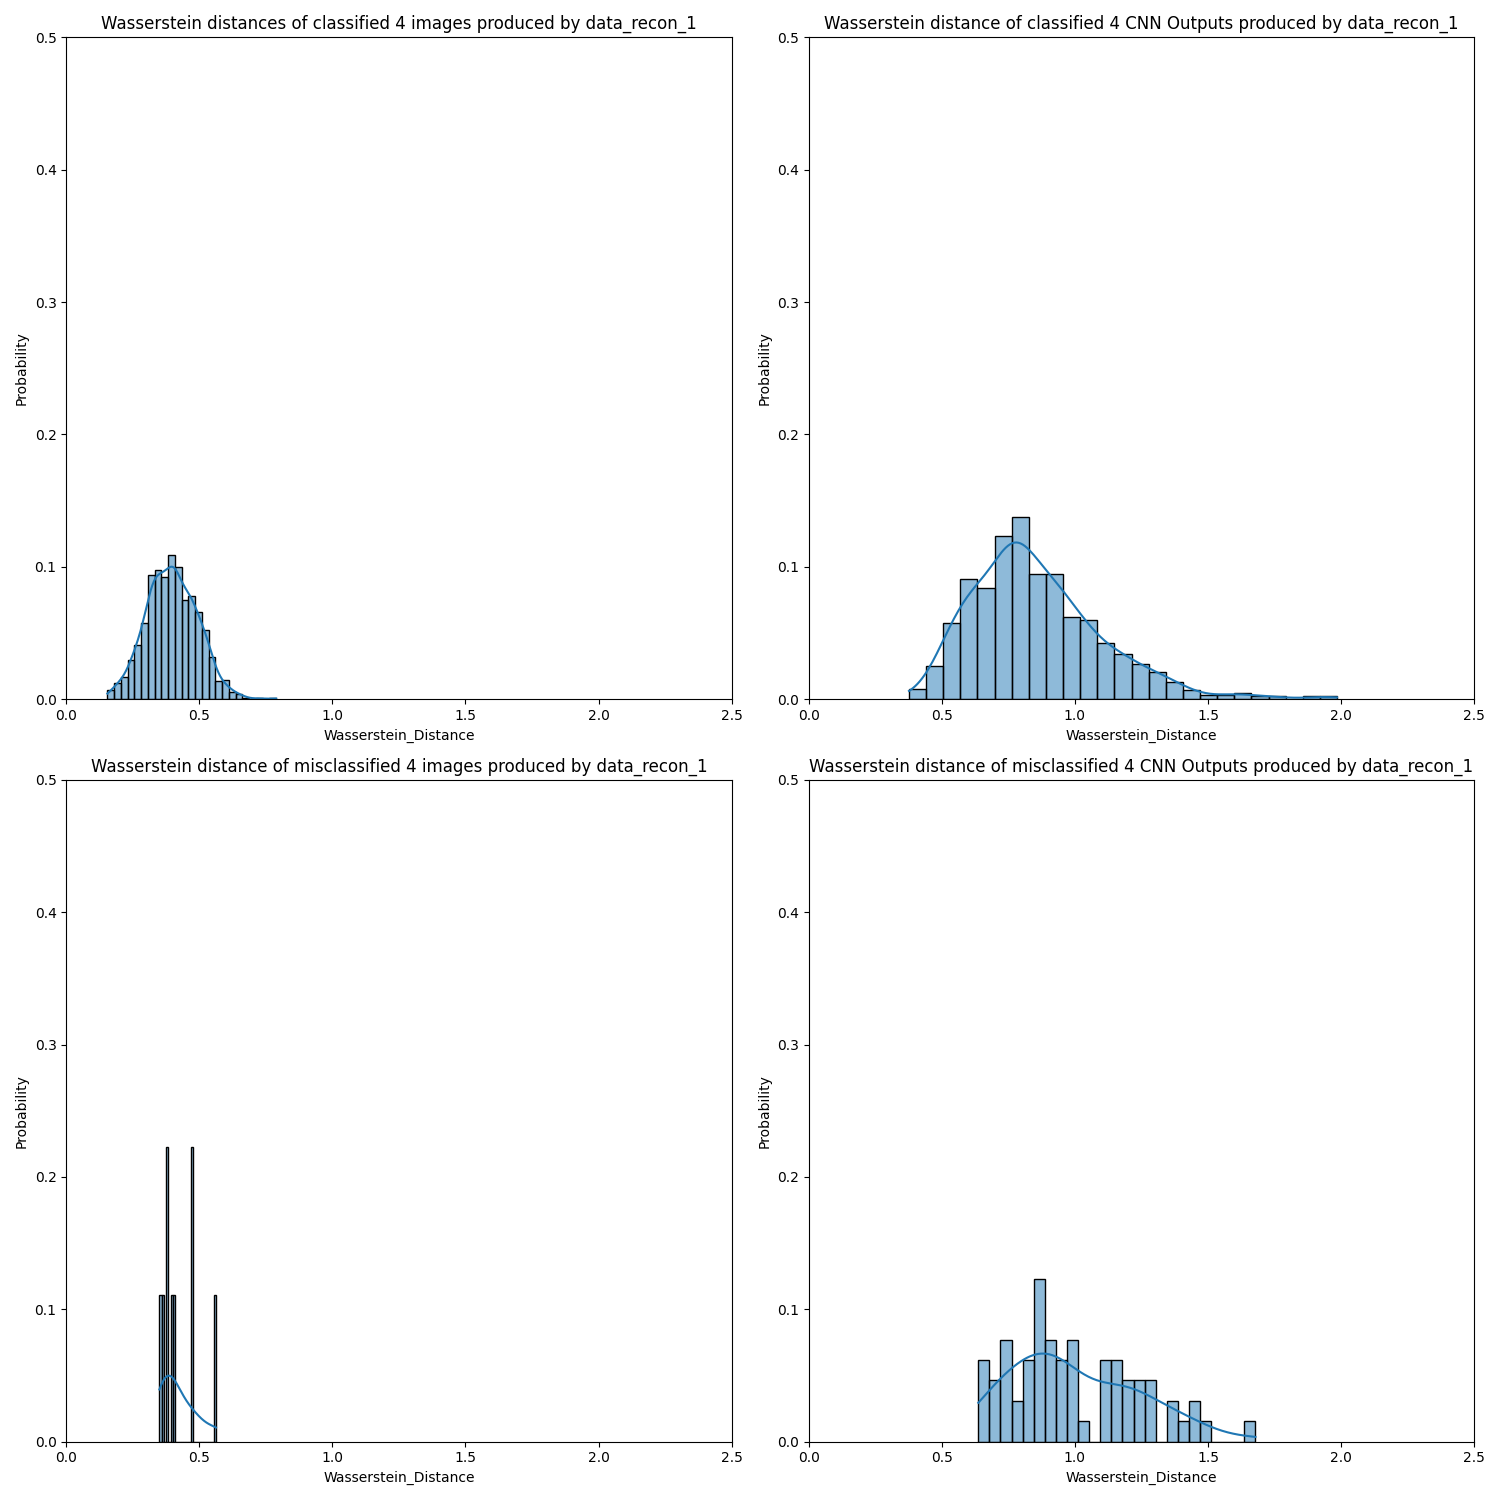 Wasserstein distances of classified 4 images produced by data_recon_1
0.5
0.4
0.3
0.2
0.1
0.0
Probability
0.0 0.5 1.0 1.5 2.0 2.5
Wasserstein_Distance
Wasserstein distance of classified 4 CNN Outputs produced by data_recon_1
0.5
0.4
0.3
0.2
0.1
0.0
Probability
0.0 0.5 1.0 1.5 2.0 2.5
Wasserstein_Distance
Wasserstein distance of misclassified 4 images produced by data_recon_1
0.5
0.4
0.3
0.2
0.1
0.0
Probability
0.0 0.5 1.0 1.5 2.0 2.5
Wasserstein_Distance
Wasserstein distance of misclassified 4 CNN Outputs produced by data_recon_1
0.5
0.4
0.3
0.2
0.1
0.0
Probability
0.0 0.5 1.0 1.5 2.0 2.5
Wasserstein_Distance